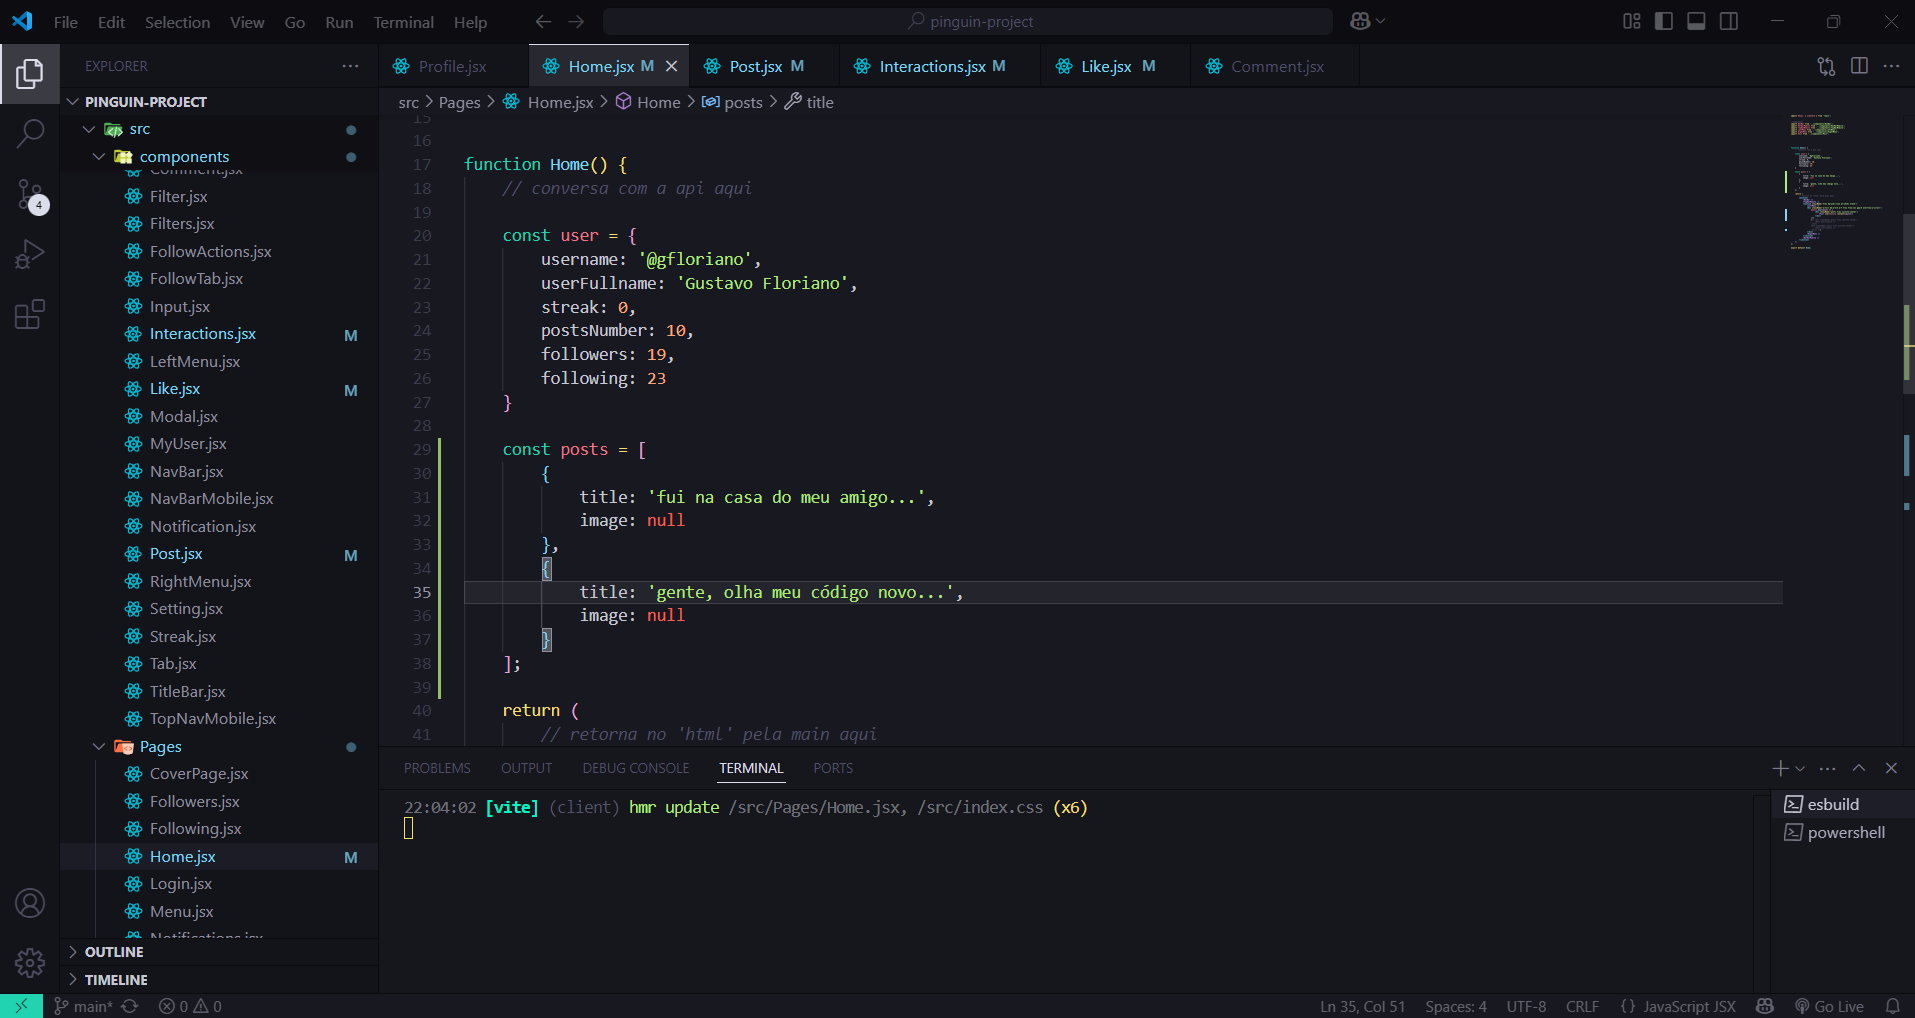 File Edit Selection View Go Run Terminal Help
pinguin-project
EXPLORER
PINGUIN-PROJECT
src
components
Comment.jsx
Filter.jsx
Filters.jsx
FollowActions.jsx
FollowTab.jsx
Input.jsx
Interactions.jsx M
LeftMenu.jsx
Like.jsx M
Modal.jsx
MyUser.jsx
NavBar.jsx
NavBarMobile.jsx
Notification.jsx
Post.jsx M
RightMenu.jsx
Setting.jsx
Streak.jsx
Tab.jsx
TitleBar.jsx
TopNavMobile.jsx
Pages
CoverPage.jsx
Followers.jsx
Following.jsx
Home.jsx M
Login.jsx
Menu.jsx
Notifications.jsx
OUTLINE
TIMELINE
4
Profile.jsx Home.jsx M Post.jsx M Interactions.jsx M Like.jsx M Comment.jsx
src > Pages > Home.jsx > Home > posts > title
15
16
17 function Home() {
18 // conversa com a api aqui
19
20 const user = {
21 username: '@gfloriano',
22 userFullname: 'Gustavo Floriano',
23 streak: 0,
24 postsNumber: 10,
25 followers: 19,
26 following: 23
27 }
28
29 const posts = [
30 {
31 title: 'fui na casa do meu amigo...',
32 image: null
33 },
34 {
35 title: 'gente, olha meu código novo...',
36 image: null
37 }
38 ];
39
40 return (
41 // retorna no 'html' pela main aqui
PROBLEMS OUTPUT DEBUG CONSOLE TERMINAL PORTS
22:04:02 [vite] (client) hmr update /src/Pages/Home.jsx, /src/index.css (x6)
esbuild
powershell
main* 0 0 Ln 35, Col 51 Spaces: 4 UTF-8 CRLF {} JavaScript JSX Go Live